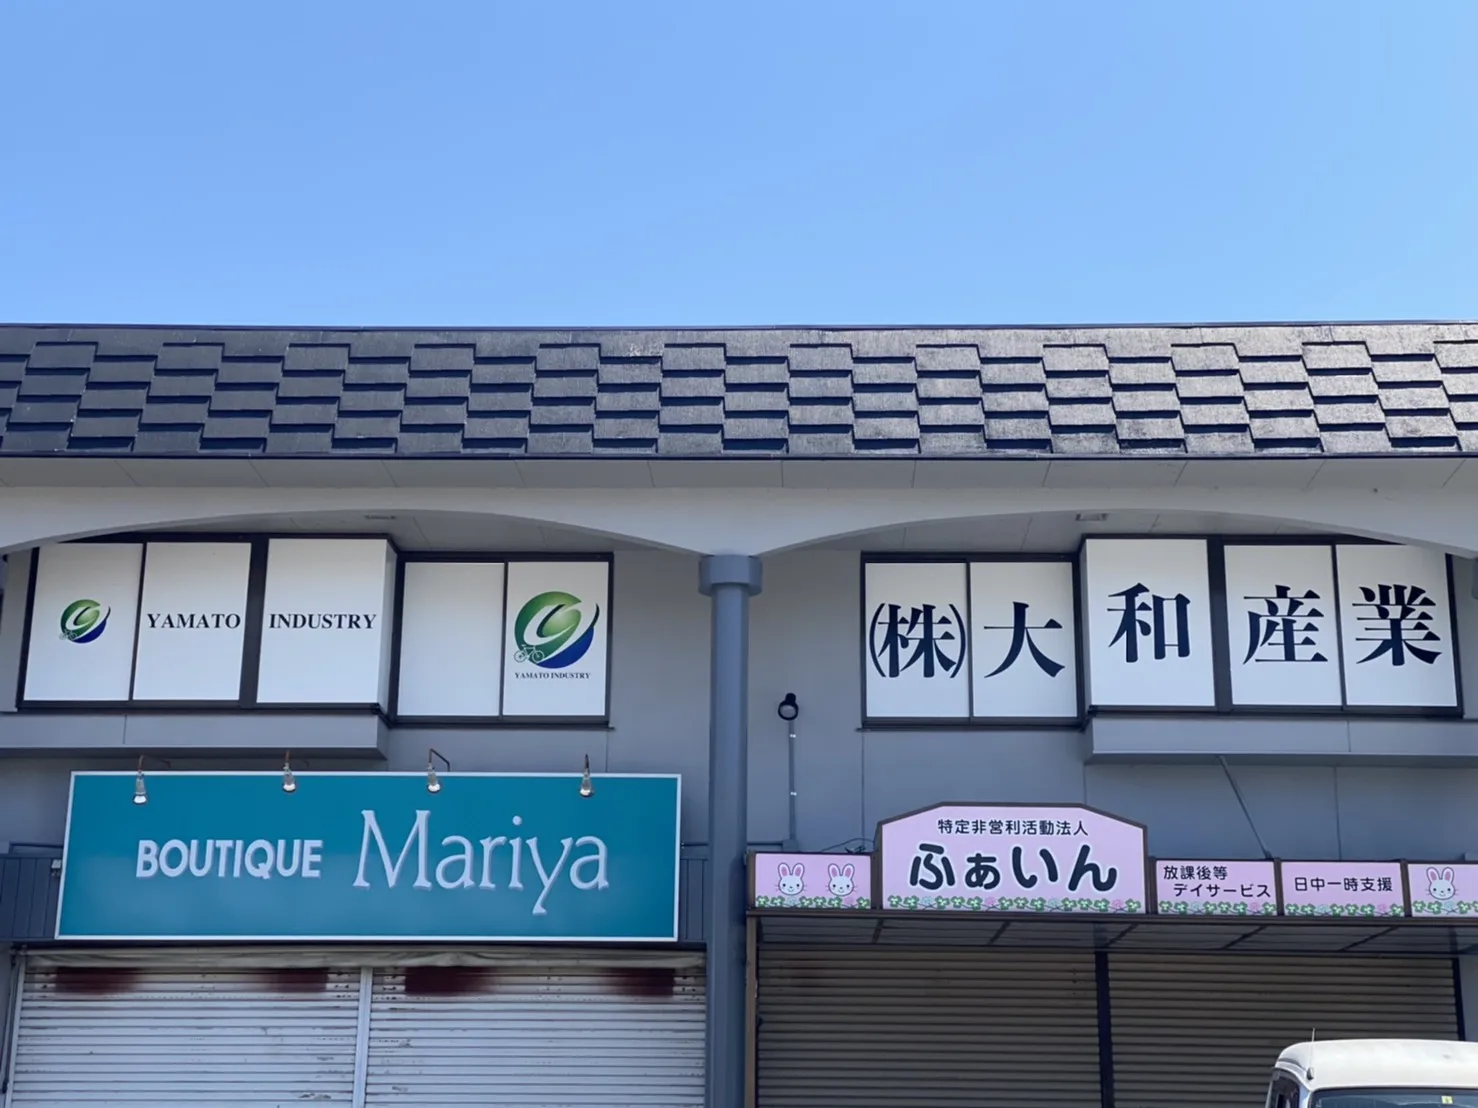 YAMATO INDUSTRY
YAMATO INDUSTRY
㈱大和産業
BOUTIQUE Mariya
特定非営利活動法人
ふぁいん
放課後等
デイサービス
日中一時支援